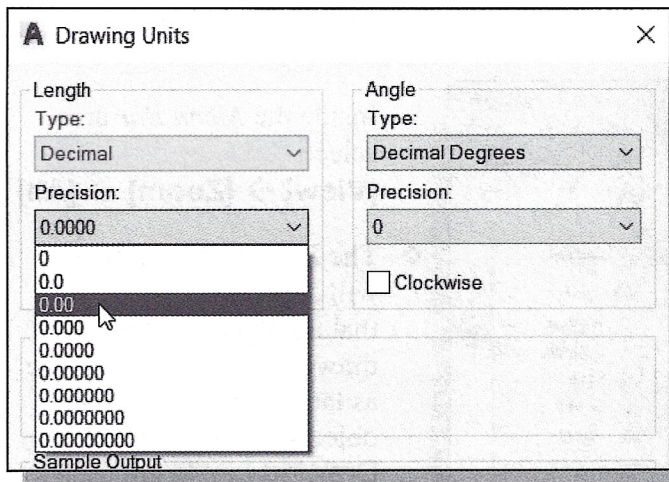 A Drawing Units
Length
Type:
Decimal
Precision:
0.0000
0
0.0
0.00
0.000
0.0000
0.00000
0.000000
0.0000000
0.00000000
Sample Output
Angle
Type:
Decimal Degrees
Precision:
0
Clockwise